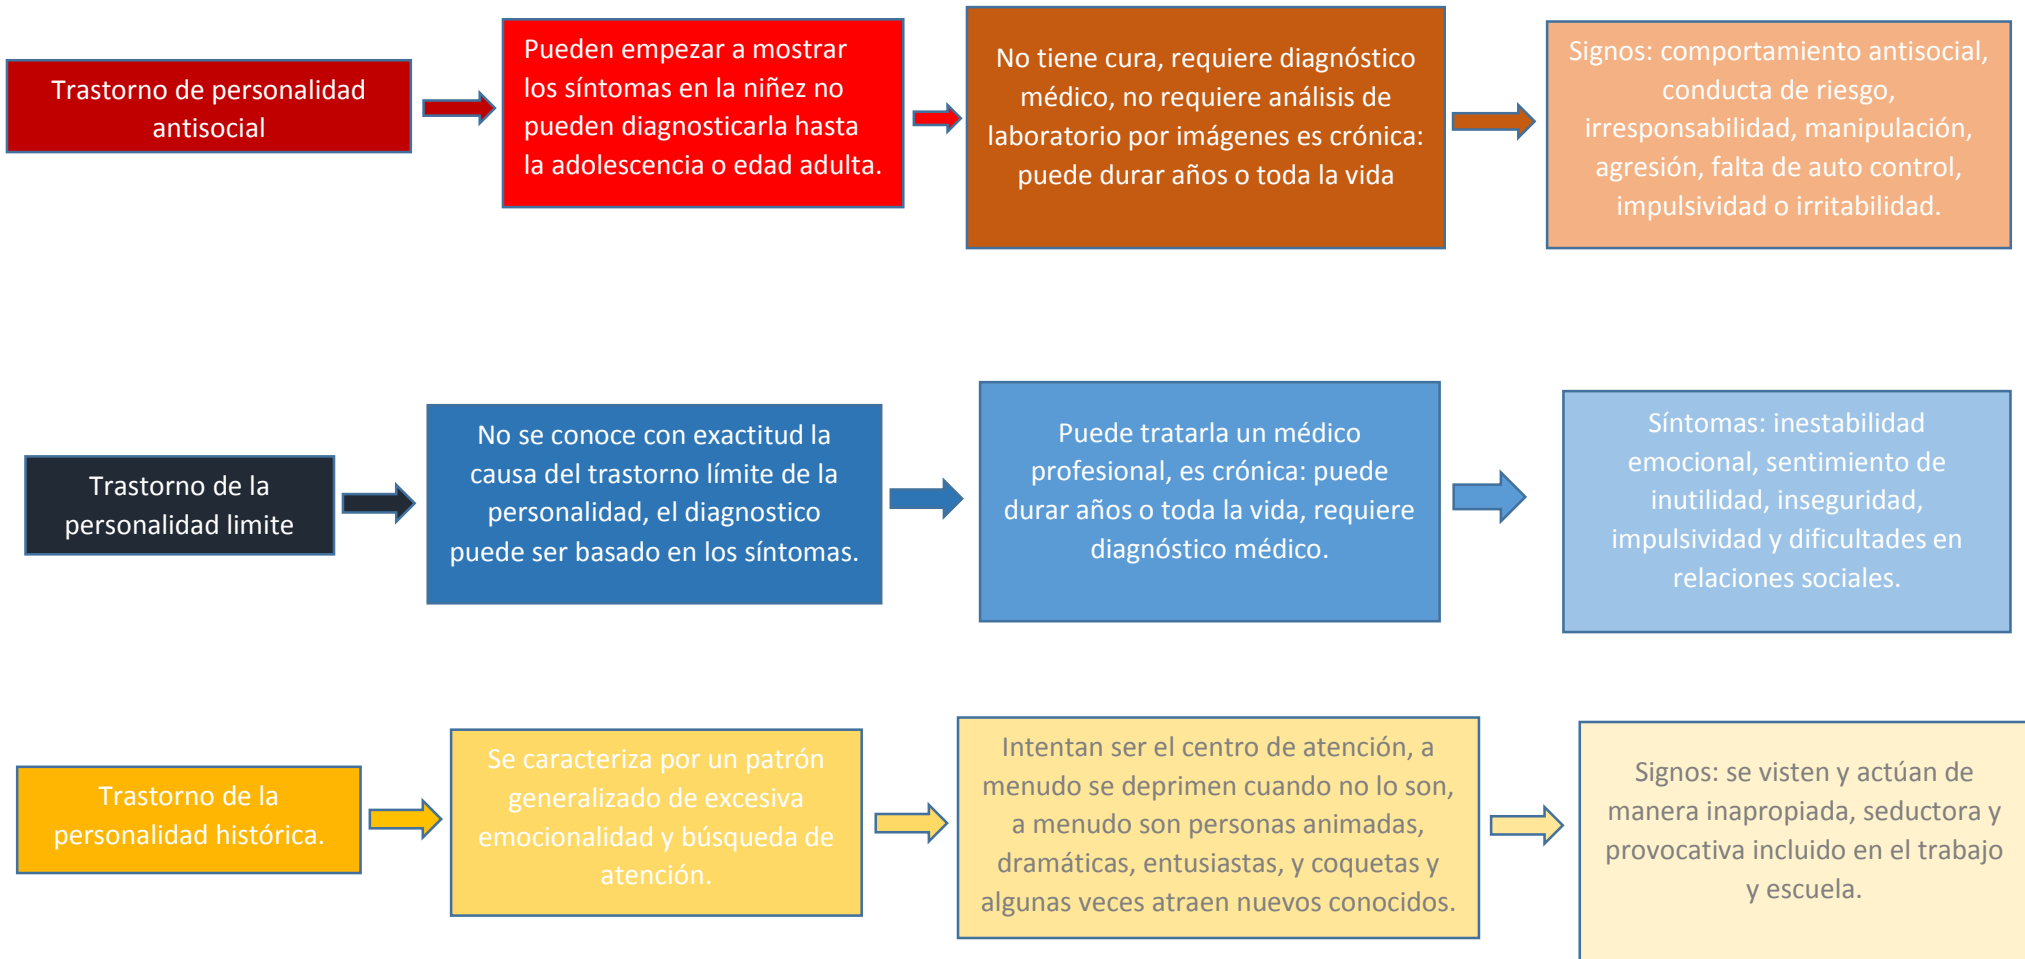 Trastorno de personalidad
antisocial
Pueden empezar a mostrar
los síntomas en la niñez no
pueden diagnosticarla hasta
la adolescencia o edad adulta.
No tiene cura, requiere diagnóstico
médico, no requiere análisis de
laboratorio por imágenes es crónica:
puede durar años o toda la vida
Signos: comportamiento antisocial,
conducta de riesgo,
irresponsabilidad, manipulación,
agresión, falta de auto control,
impulsividad o irritabilidad.
Trastorno de la
personalidad limite
No se conoce con exactitud la
causa del trastorno límite de la
personalidad, el diagnostico
puede ser basado en los síntomas.
Puede tratarla un médico
profesional, es crónica: puede
durar años o toda la vida, requiere
diagnóstico médico.
Síntomas: inestabilidad
emocional, sentimiento de
inutilidad, inseguridad,
impulsividad y dificultades en
relaciones sociales.
Trastorno de la
personalidad histórica.
Se caracteriza por un patrón
generalizado de excesiva
emocionalidad y búsqueda de
atención.
Intentan ser el centro de atención, a
menudo se deprimen cuando no lo son,
a menudo son personas animadas,
dramáticas, entusiastas, y coquetas y
algunas veces atraen nuevos conocidos.
Signos: se visten y actúan de
manera inapropiada, seductora y
provocativa incluido en el trabajo
y escuela.